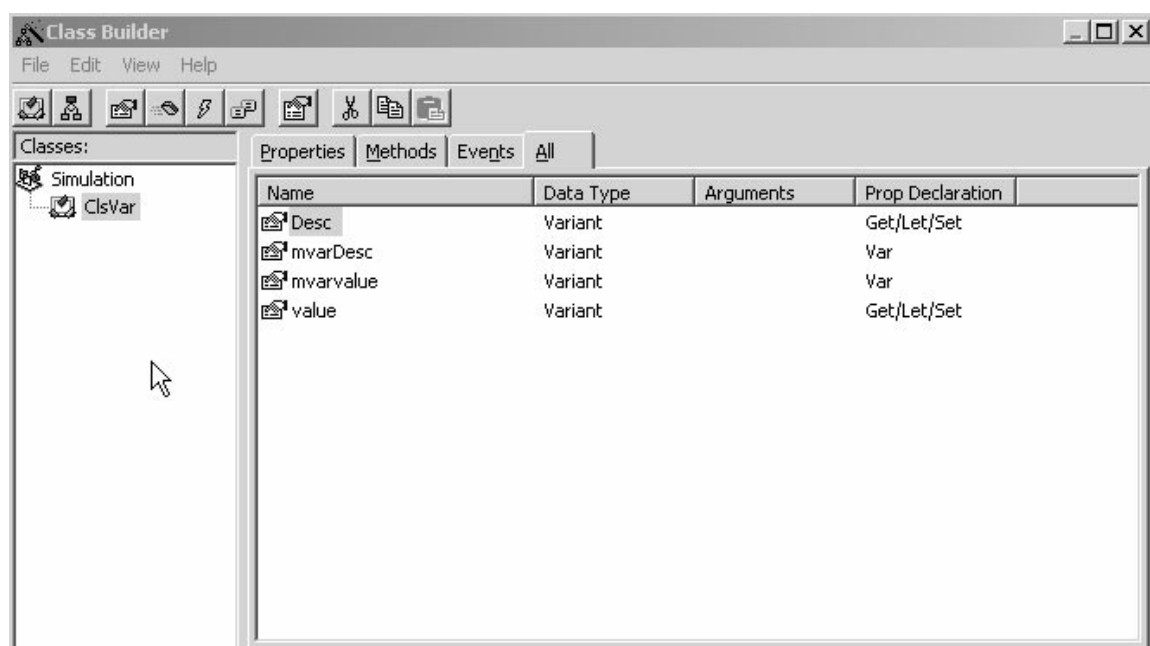 Class Builder
File Edit View Help
Classes:
Simulation
ClsVar
Properties Methods Events All
Name Data Type Arguments Prop Declaration
Desc Variant Get/Let/Set
mvarDesc Variant Var
mvarvalue Variant Var
value Variant Get/Let/Set